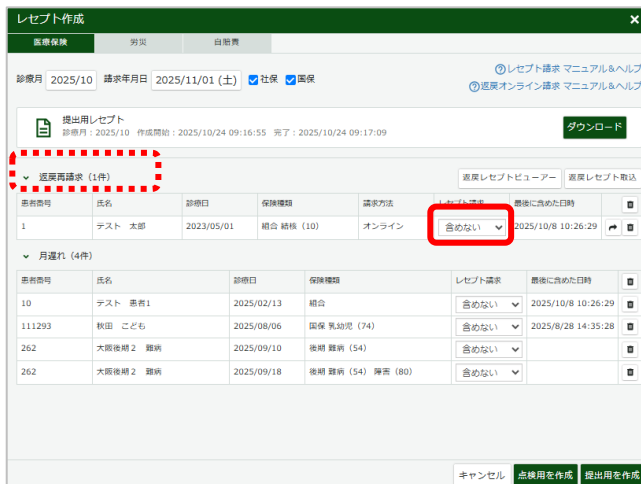 レセプト作成 ×
医療保険 労災 自賠責
診療月 2025/10 請求年月日 2025/11/01 (土) 社保 国保
レセプト請求 マニュアル&ヘルプ
返戻オンライン請求 マニュアル&ヘルプ
提出用レセプト
診療月：2025/10 作成開始：2025/10/24 09:16:55 完了：2025/10/24 09:17:09
ダウンロード
返戻再請求（1件） 返戻レセプトビューアー 返戻レセプト取込
患者番号 氏名 診療日 保険種類 請求方法 レセプト請求 最後に含めた日時
1 テスト 太郎 2023/05/01 組合 結核（10） オンライン 含めない 2025/10/8 10:26:29
月遅れ（4件）
患者番号 氏名 診療日 保険種類 レセプト請求 最後に含めた日時
10 テスト 患者1 2025/02/13 組合 含めない 2025/10/8 10:26:29
111293 秋田 こども 2025/08/06 国保 乳幼児（74） 含めない 2025/8/28 14:35:28
262 大阪後期２ 難病 2025/09/10 後期 難病（54） 含めない
262 大阪後期２ 難病 2025/09/18 後期 難病（54） 障害（80） 含めない
キャンセル 点検用を作成 提出用を作成